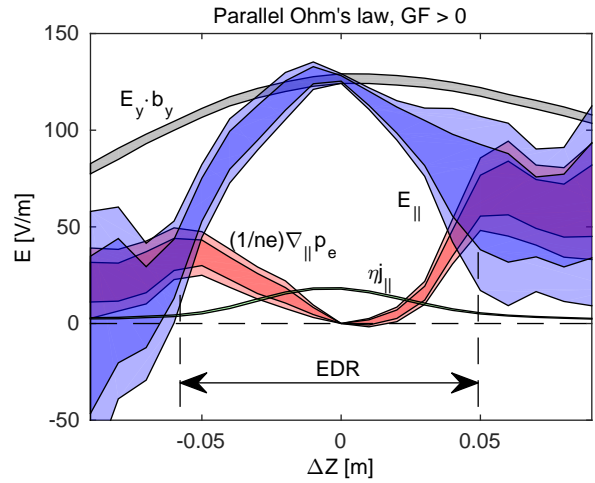 Parallel Ohm's law, GF > 0
150
100
50
0
-50
E [V/m]
E_y·b_y
E_||
(1/ne)∇_||p_e
ηj_||
EDR
-0.05
0
0.05
ΔZ [m]